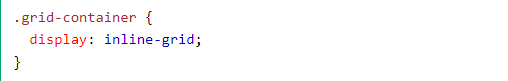 .grid-container {
  display: inline-grid;
}